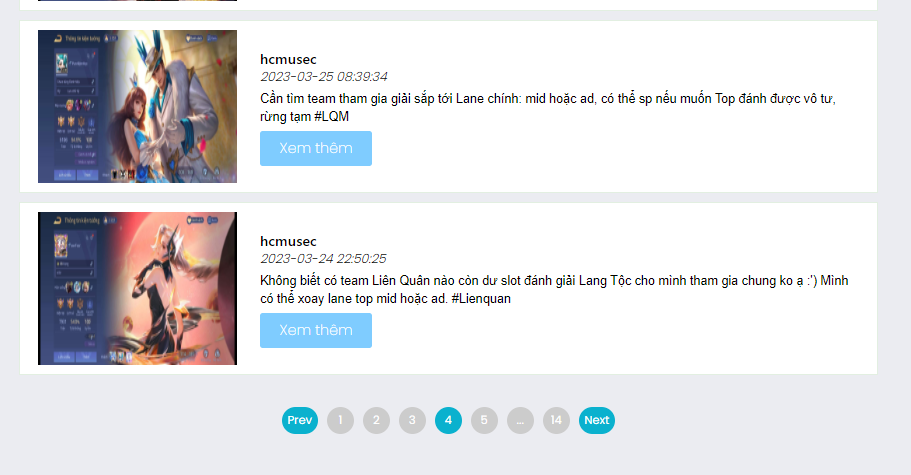 hcmusec
2023-03-25 08:39:34
Cần tìm team tham gia giải sắp tới Lane chính: mid hoặc ad, có thể sp nếu muốn Top đánh được vô tư,
rừng tạm #LQM
Xem thêm
hcmusec
2023-03-24 22:50:25
Không biết có team Liên Quân nào còn dư slot đánh giải Lang Tộc cho mình tham gia chung ko ạ :') Mình
có thể xoay lane top mid hoặc ad. #Lienquan
Xem thêm
Prev 1 2 3 4 5 ... 14 Next